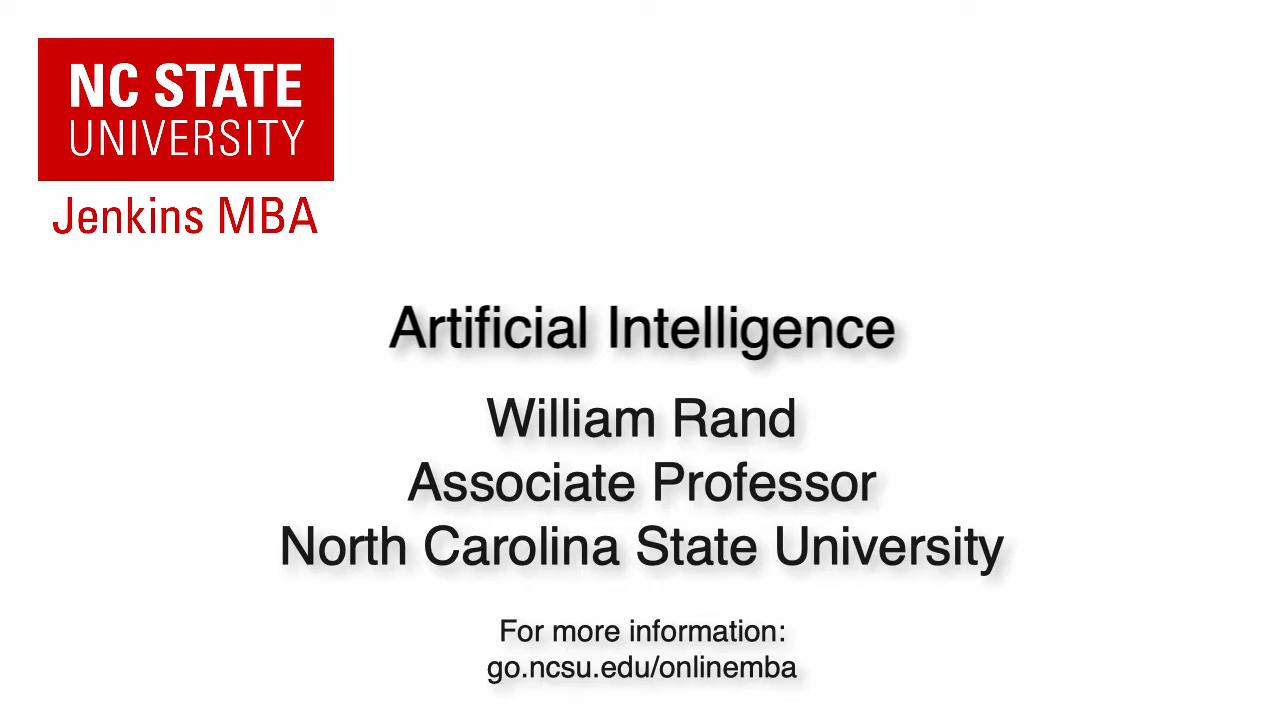 NC STATE
UNIVERSITY
Jenkins MBA
Artificial Intelligence
William Rand
Associate Professor
North Carolina State University
For more information:
go.ncsu.edu/onlinemba